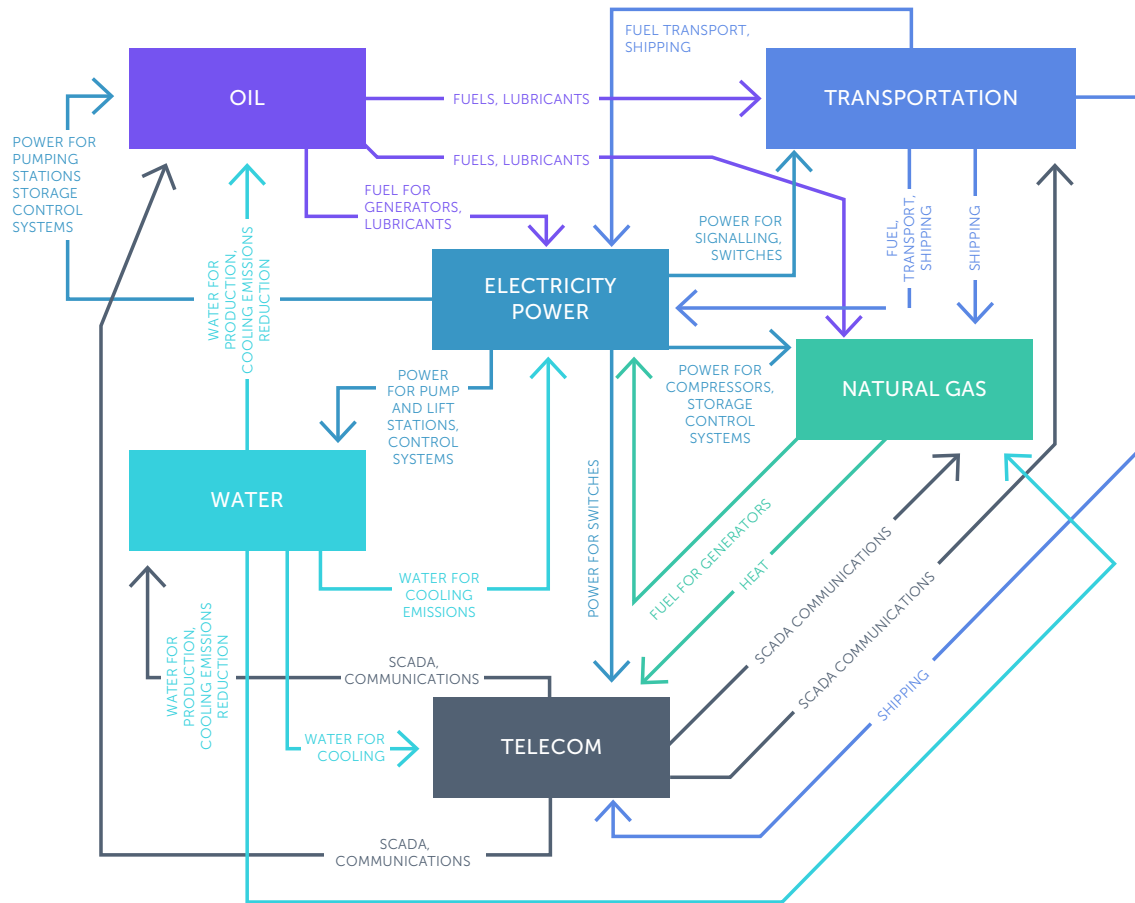 FUEL TRANSPORT,
SHIPPING
OIL
FUELS, LUBRICANTS
TRANSPORTATION
POWER FOR
PUMPING
STATIONS
STORAGE
CONTROL
SYSTEMS
FUELS, LUBRICANTS
FUEL FOR
GENERATORS,
LUBRICANTS
POWER FOR
SIGNALLING,
SWITCHES
FUEL,
TRANSPORT,
SHIPPING
SHIPPING
WATER FOR
PRODUCTION,
COOLING EMISSIONS
REDUCTION
ELECTRICITY
POWER
POWER
FOR PUMP
AND LIFT
STATIONS,
CONTROL
SYSTEMS
POWER FOR
COMPRESSORS,
STORAGE
CONTROL
SYSTEMS
NATURAL GAS
WATER
POWER FOR SWITCHES
FUEL FOR GENERATORS
HEAT
SCADA COMMUNICATIONS
SCADA COMMUNICATIONS
WATER FOR
COOLING
EMISSIONS
WATER FOR
PRODUCTION,
COOLING EMISSIONS
REDUCTION
SCADA,
COMMUNICATIONS
SHIPPING
WATER FOR
COOLING
TELECOM
SCADA,
COMMUNICATIONS